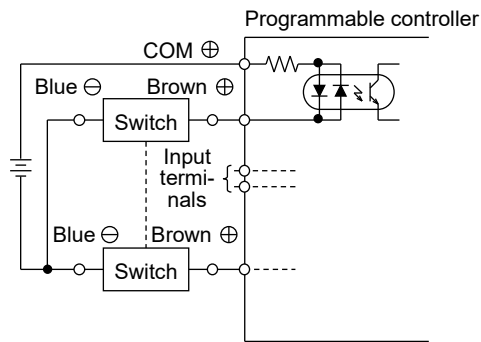 Programmable controller
COM ⊕
Blue ⊖ Brown ⊕
Switch
Input
termi-
nals
Blue ⊖ Brown ⊕
Switch